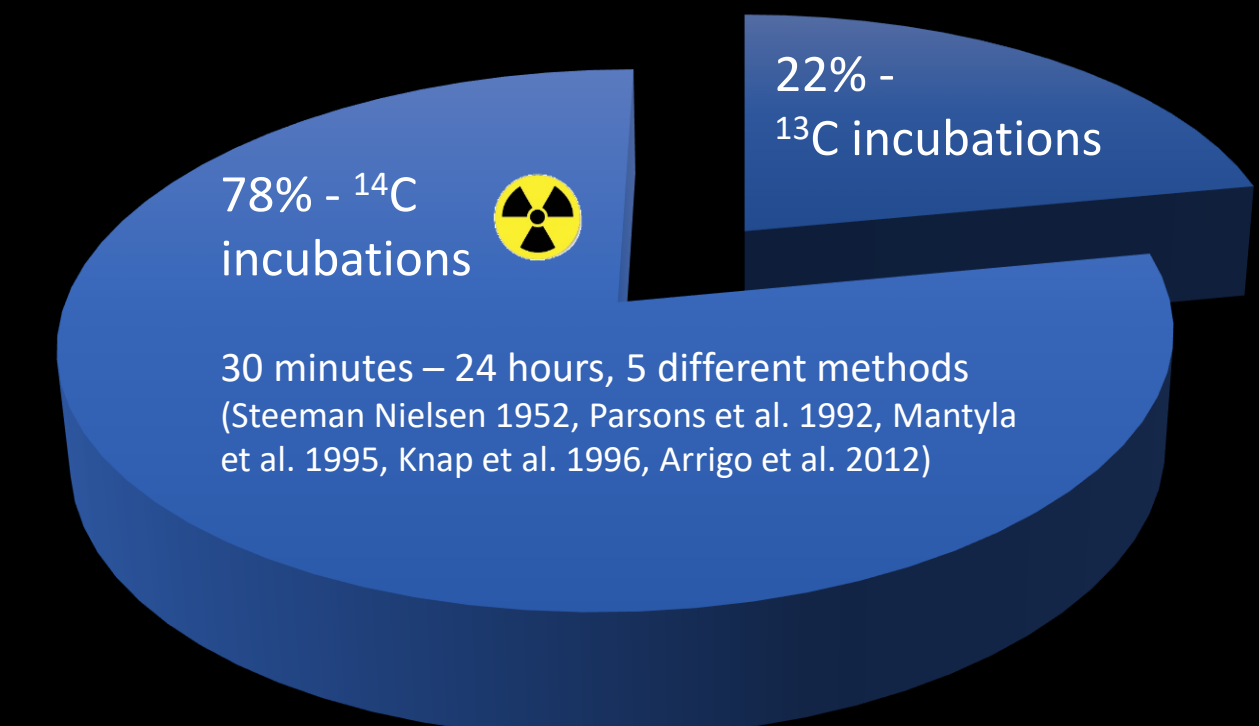 22% -
¹³C incubations
78% - ¹⁴C
incubations
30 minutes – 24 hours, 5 different methods
(Steeman Nielsen 1952, Parsons et al. 1992, Mantyla
et al. 1995, Knap et al. 1996, Arrigo et al. 2012)